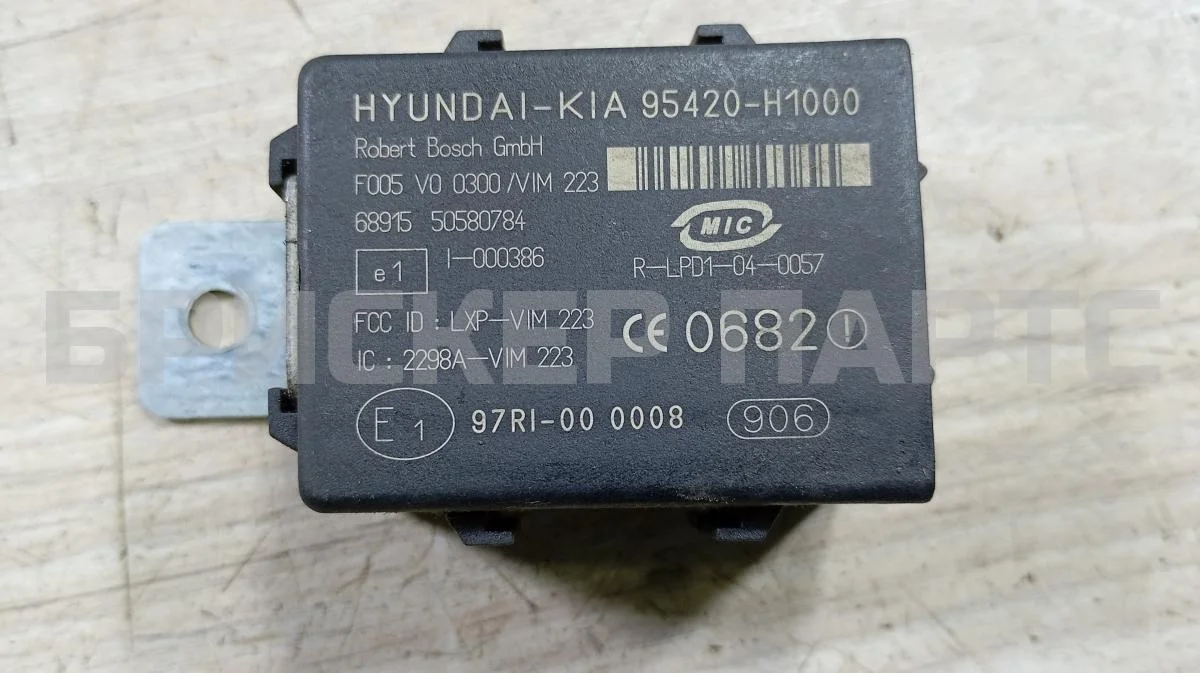 HYUNDAI-KIA 95420-H1000
Robert Bosch GmbH
F005 V0 0300/VIM 223
68915 50580784
MIC
e1 I-000386
R-LPD1-04-0057
FCC ID : LXP-VIM 223
CE 0682 !
IC : 2298A-VIM 223
БРИСКЕР ПАРТС
E1 97RI-00 0008 906